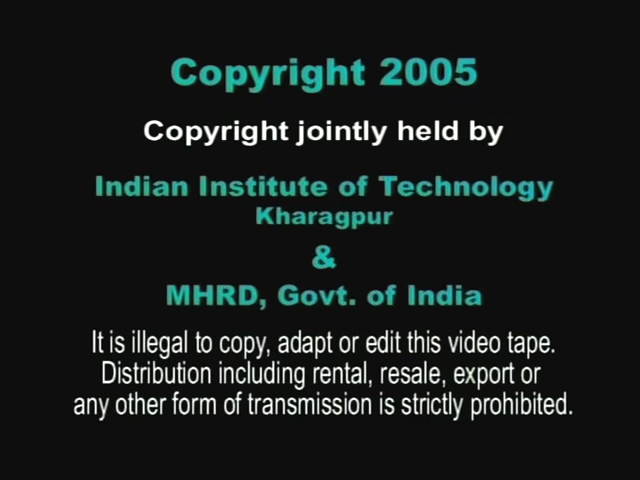 Copyright 2005
Copyright jointly held by
Indian Institute of Technology
Kharagpur
&
MHRD, Govt. of India
It is illegal to copy, adapt or edit this video tape.
Distribution including rental, resale, export or
any other form of transmission is strictly prohibited.